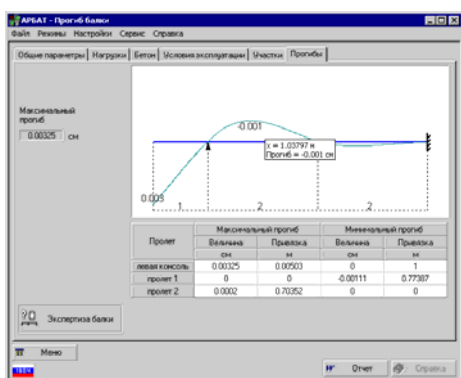 АРБАТ - Прогиб балки
Файл Режимы Настройки Сервис Справка
Общие параметры Нагрузки Бетон Условия эксплуатации Участки Прогибы
Максимальный
прогиб
0.00325 см
-0.001
x = 1.03797 м
Прогиб = -0.001 см
0.003
1 2 2
Пролет Максимальный прогиб Минимальный прогиб
Величина Привязка Величина Привязка
см м см м
левая консоль 0.00325 0.00503 0 1
пролет 1 0 0 -0.00111 0.77387
пролет 2 0.0002 0.70352 0 0
Экспертиза балки
Меню
Отчет Справка